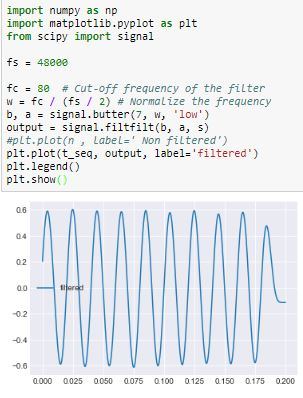 import numpy as np
import matplotlib.pyplot as plt
from scipy import signal
fs = 48000
fc = 80 # Cut-off frequency of the filter
w = fc / (fs / 2) # Normalize the frequency
b, a = signal.butter(7, w, 'low')
output = signal.filtfilt(b, a, s)
#plt.plot(n , label=' Non filtered')
plt.plot(t_seq, output, label='filtered')
plt.legend()
plt.show()
0.6
0.4
0.2
0.0
filtered
−0.2
−0.4
−0.6
0.000 0.025 0.050 0.075 0.100 0.125 0.150 0.175 0.200